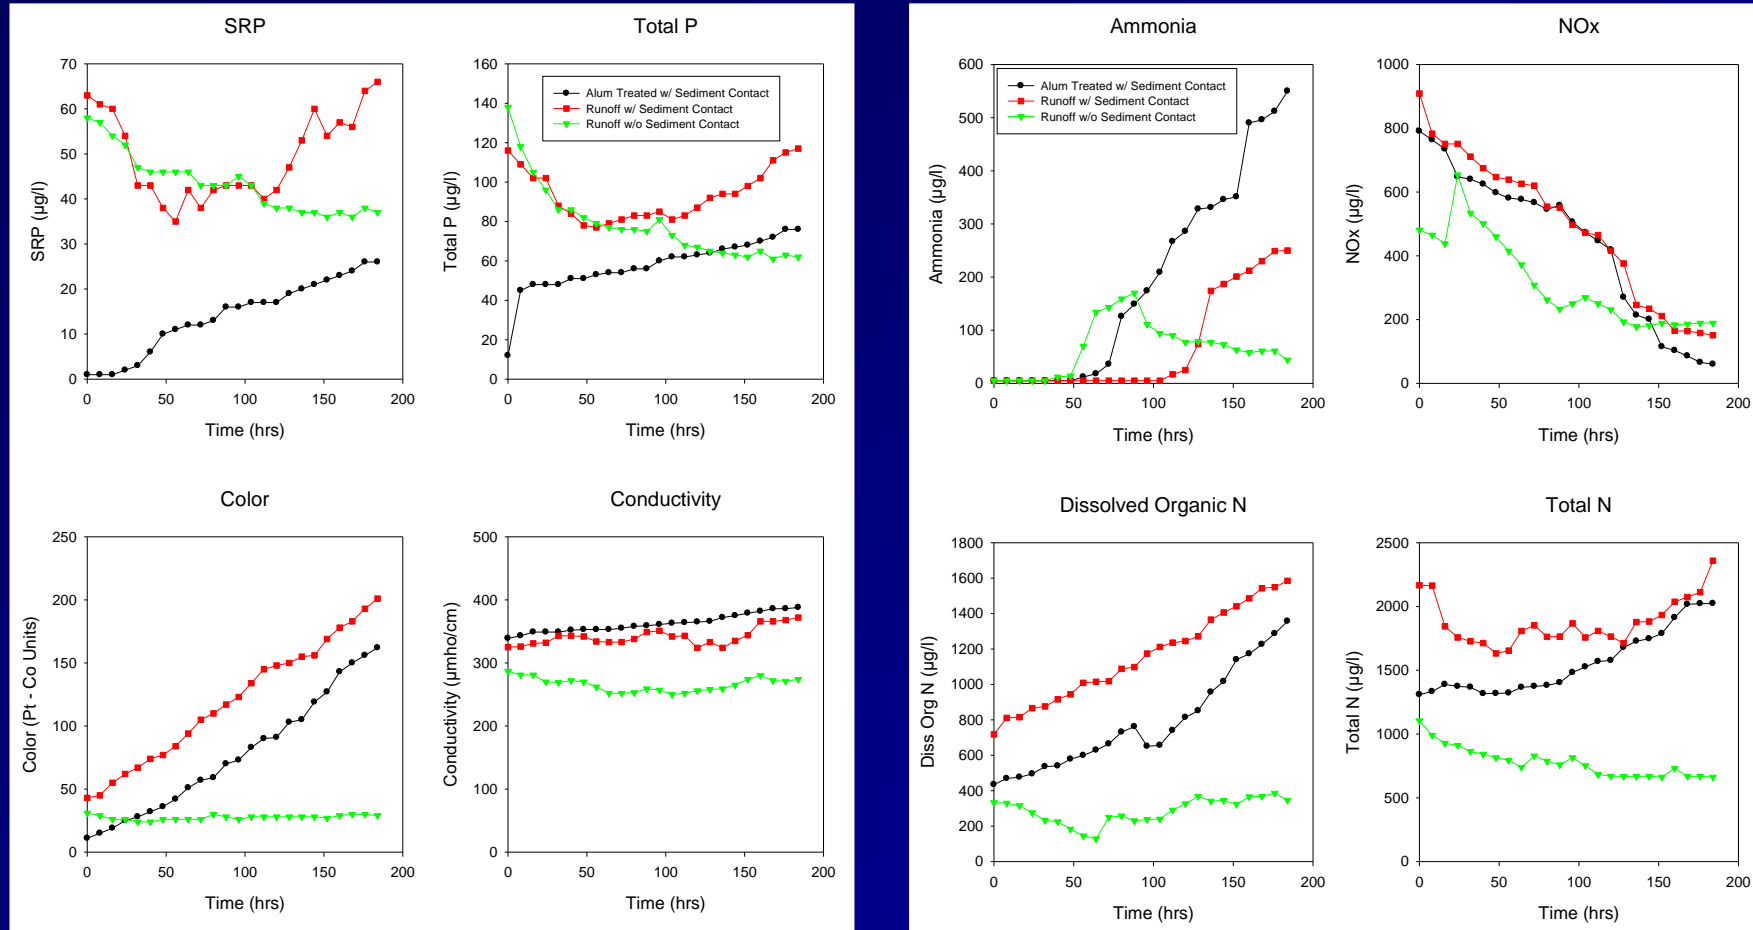 SRP
70
60
50
40
30
20
10
0
SRP (µg/l)
0 50 100 150 200
Time (hrs)
Total P
160
140
120
100
80
60
40
20
0
Total P (µg/l)
Alum Treated w/ Sediment Contact
Runoff w/ Sediment Contact
Runoff w/o Sediment Contact
0 50 100 150 200
Time (hrs)
Color
250
200
150
100
50
0
Color (Pt - Co Units)
0 50 100 150 200
Time (hrs)
Conductivity
500
400
300
200
100
0
Conductivity (µmho/cm)
0 50 100 150 200
Time (hrs)
Ammonia
600
500
400
300
200
100
0
Ammonia (µg/l)
Alum Treated w/ Sediment Contact
Runoff w/ Sediment Contact
Runoff w/o Sediment Contact
0 50 100 150 200
Time (hrs)
NOx
1000
800
600
400
200
0
NOx (µg/l)
0 50 100 150 200
Time (hrs)
Dissolved Organic N
1800
1600
1400
1200
1000
800
600
400
200
0
Diss Org N (µg/l)
0 50 100 150 200
Time (hrs)
Total N
2500
2000
1500
1000
500
0
Total N (µg/l)
0 50 100 150 200
Time (hrs)